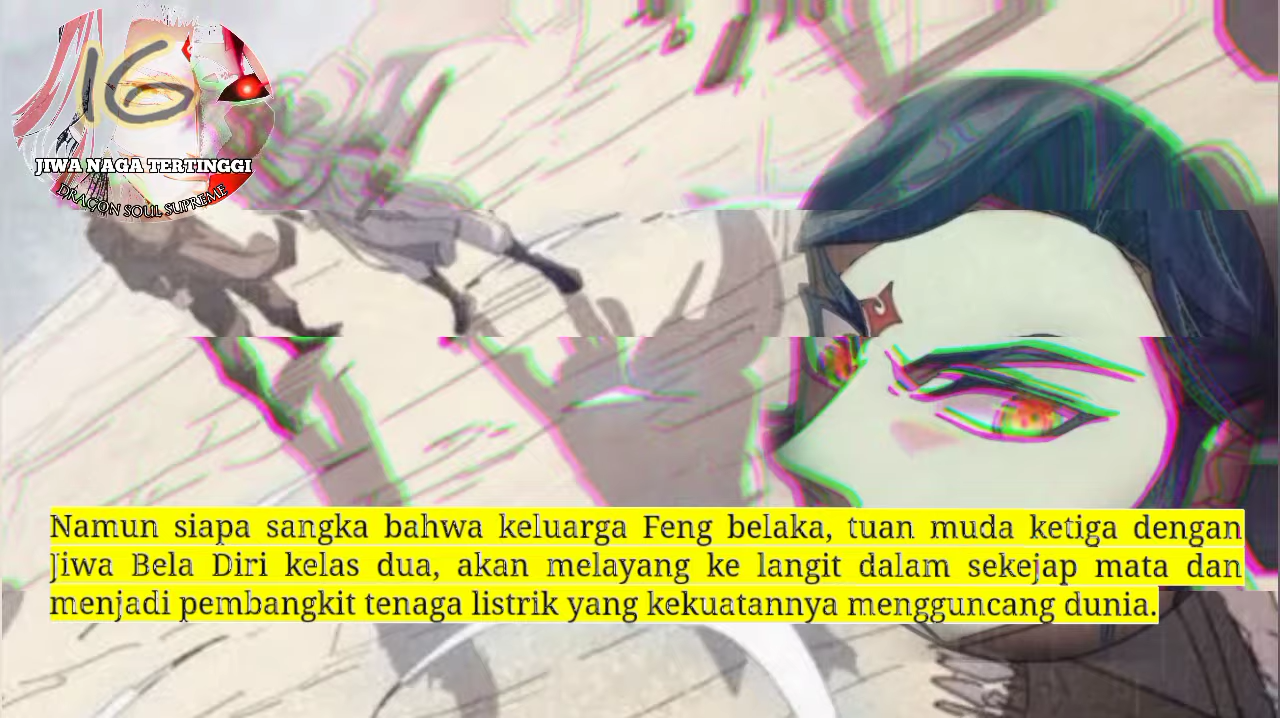 16
JIWA NAGA TERTINGGI
DRAGON SOUL SUPREME
Namun siapa sangka bahwa keluarga Feng belaka, tuan muda ketiga dengan
Jiwa Bela Diri kelas dua, akan melayang ke langit dalam sekejap mata dan
menjadi pembangkit tenaga listrik yang kekuatannya mengguncang dunia.